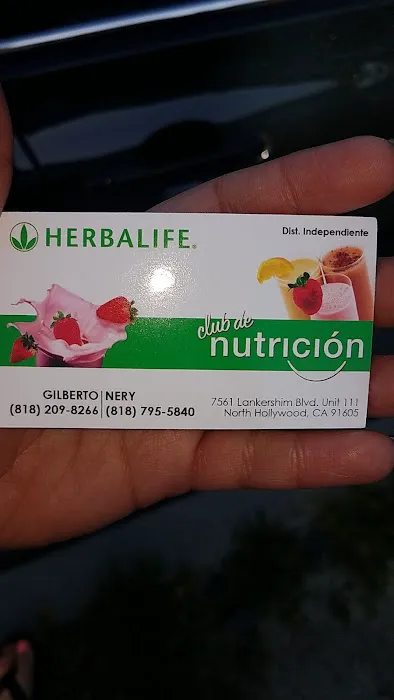 HERBALIFE®
Dist. Independiente
club de
nutrición
GILBERTO | NERY
(818) 209-8266 | (818) 795-5840
7561 Lankershim Blvd. Unit 111
North Hollywood, CA 91605